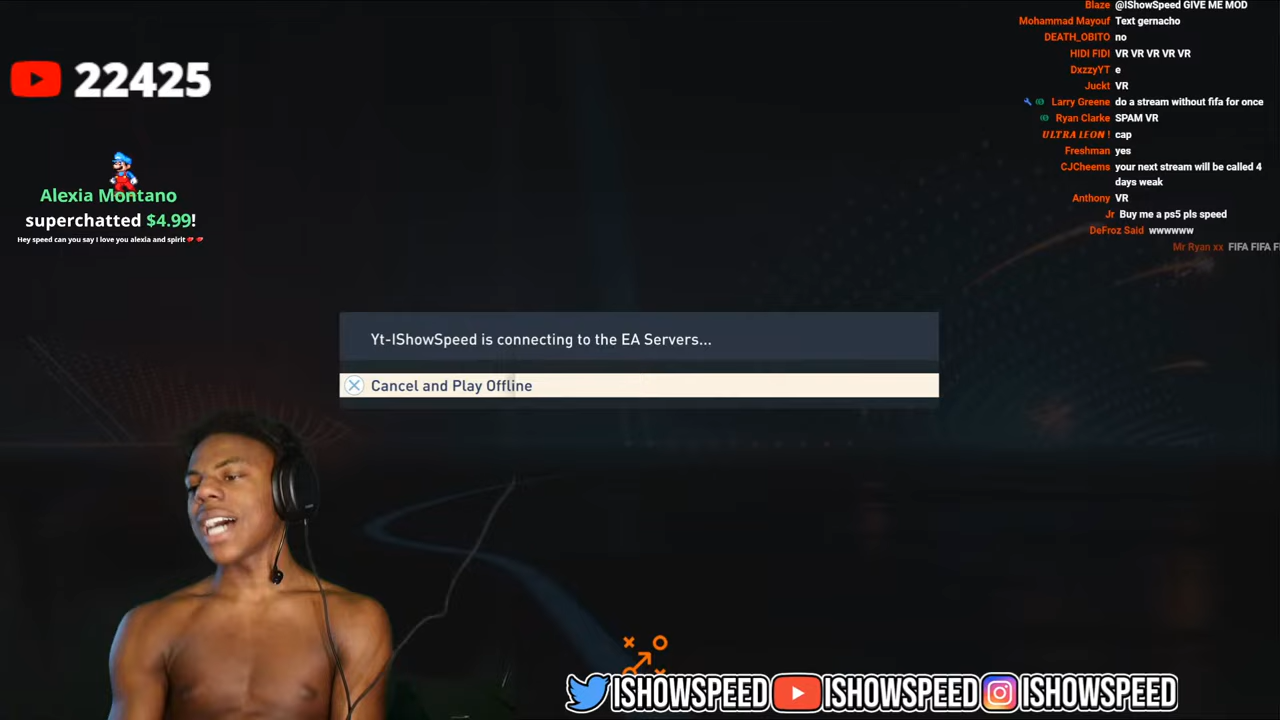 22425
Alexia Montano
superchatted $4.99!
Hey speed can you say I love you alexia and spirit
Blaze @IShowSpeed GIVE ME MOD
Mohammad Mayouf Text gernacho
DEATH_OBITO no
HIDI FIDI VR VR VR VR VR
DxzzyYT e
Juckt VR
Larry Greene do a stream without fifa for once
Ryan Clarke SPAM VR
ULTRA LEON ! cap
Freshman yes
CJCheems your next stream will be called 4
days weak
Anthony VR
Jr Buy me a ps5 pls speed
DeFroz Said wwwwww
Mr Ryan xx FIFA FIFA F
Yt-IShowSpeed is connecting to the EA Servers...
Cancel and Play Offline
ISHOWSPEED ISHOWSPEED ISHOWSPEED